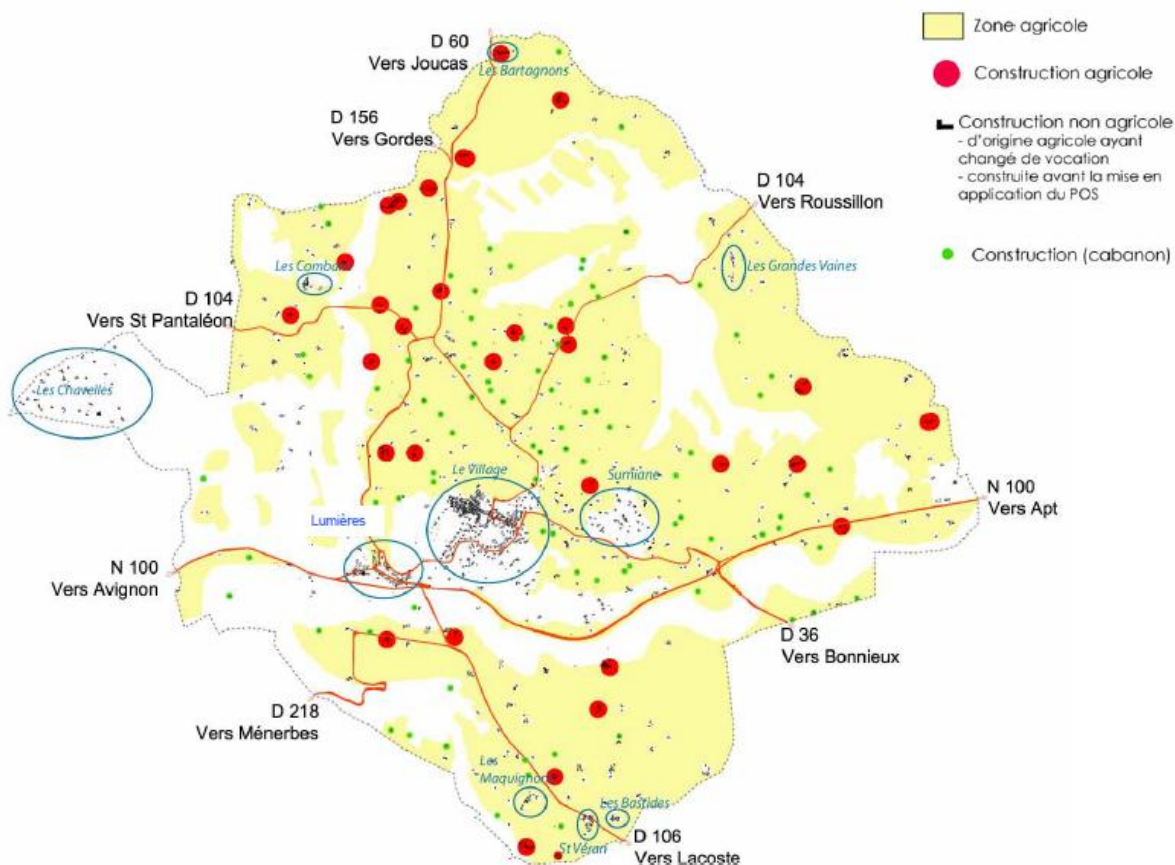 D 60
Vers Joucas
Les Bartagnons
D 156
Vers Gordes
D 104
Vers Roussillon
Les Grandes Vaines
D 104
Vers St Pantaléon
Les Chavelles
Le Village
Surniane
Lumières
N 100
Vers Avignon
N 100
Vers Apt
D 36
Vers Bonnieux
D 218
Vers Ménerbes
Les
Maquignons
Les Bastides
St Véran
D 106
Vers Lacoste
Zone agricole
Construction agricole
Construction non agricole
- d'origine agricole ayant
changé de vocation
- construite avant la mise en
application du POS
Construction (cabanon)